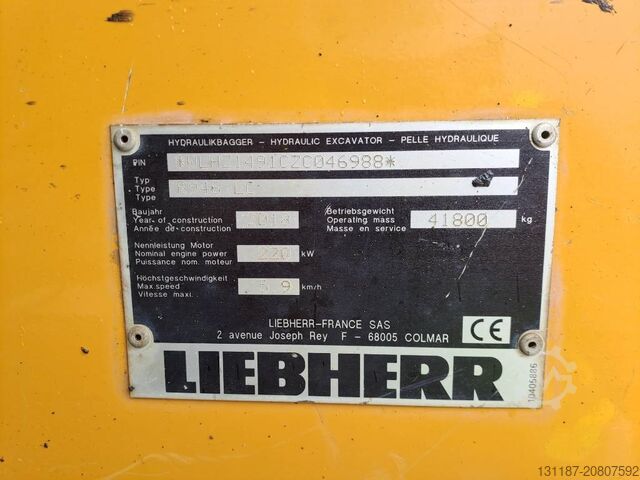 HYDRAULIKBAGGER - HYDRAULIC EXCAVATOR - PELLE HYDRAULIQUE
PIN
Typ
Type
Type
LC
Baujahr
Year of construction
Année de construction
Betriebsgewicht
Operating mass
Masse en service
41800 kg
Nennleistung Motor
Nominal engine power
Puissance nom. moteur
220 kW
Höchstgeschwindigkeit
Max speed
Vitesse maxi.
5.9 km/h
LIEBHERR-FRANCE SAS
2 avenue Joseph Rey F - 68005 COLMAR
CE
LIEBHERR
10405886
131187-20807592